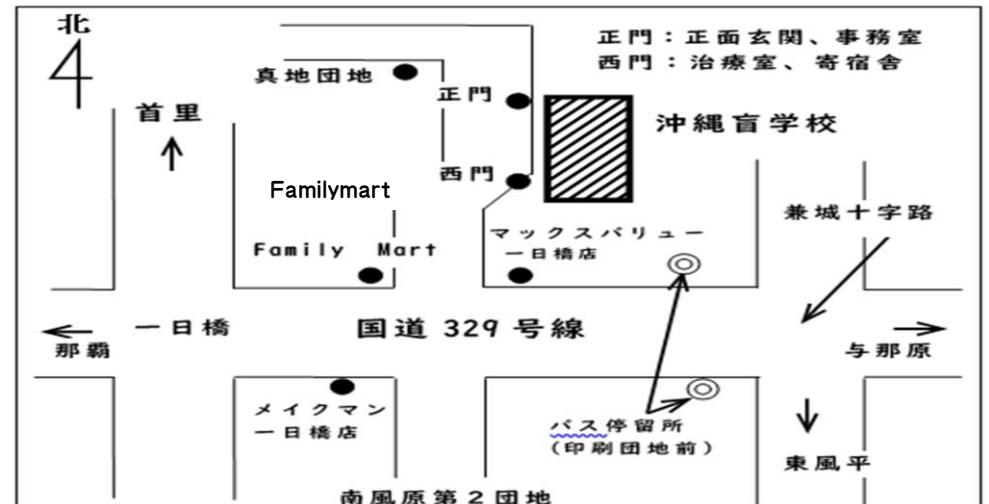 北
正門：正面玄関、事務室
西門：治療室、寄宿舎
真地団地
正門
首里
沖縄盲学校
西門
Familymart
兼城十字路
マックスバリュー
一日橋店
Family Mart
一日橋
国道 329 号線
那覇
与那原
メイクマン
一日橋店
バス停留所
(印刷団地前)
東風平
南風原第２団地